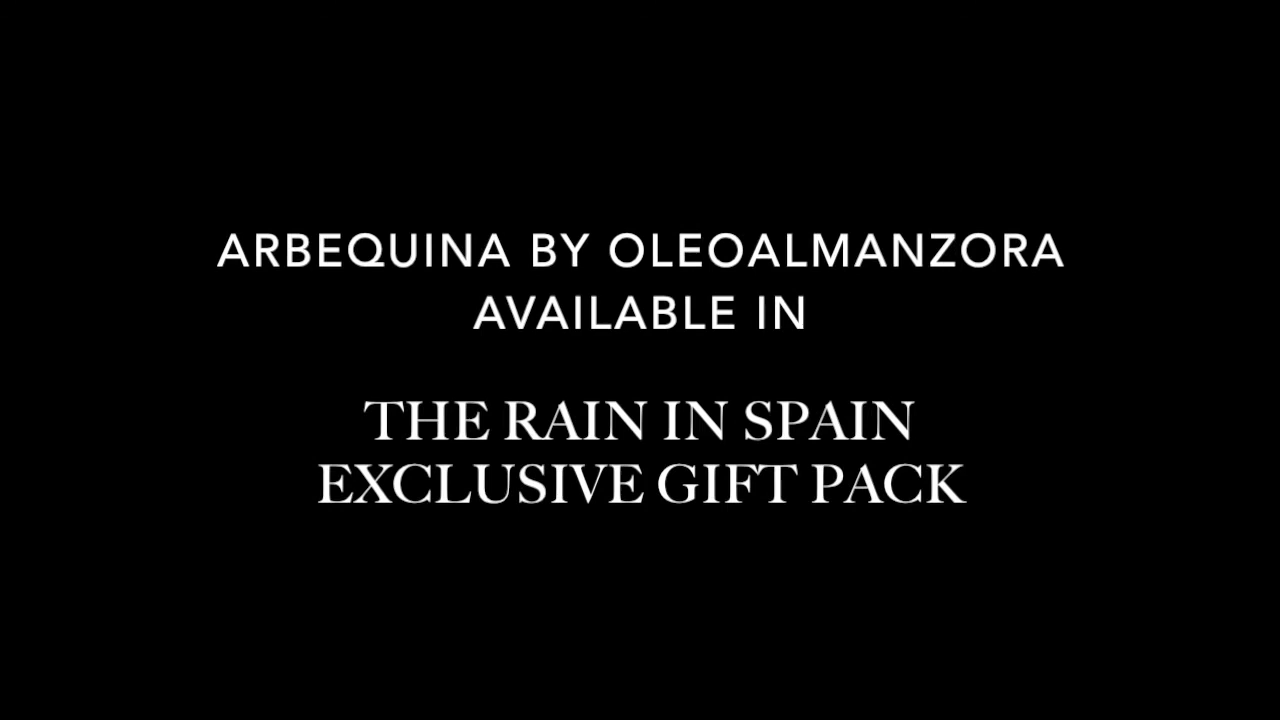 ARBEQUINA BY OLEOALMANZORA
AVAILABLE IN
THE RAIN IN SPAIN
EXCLUSIVE GIFT PACK